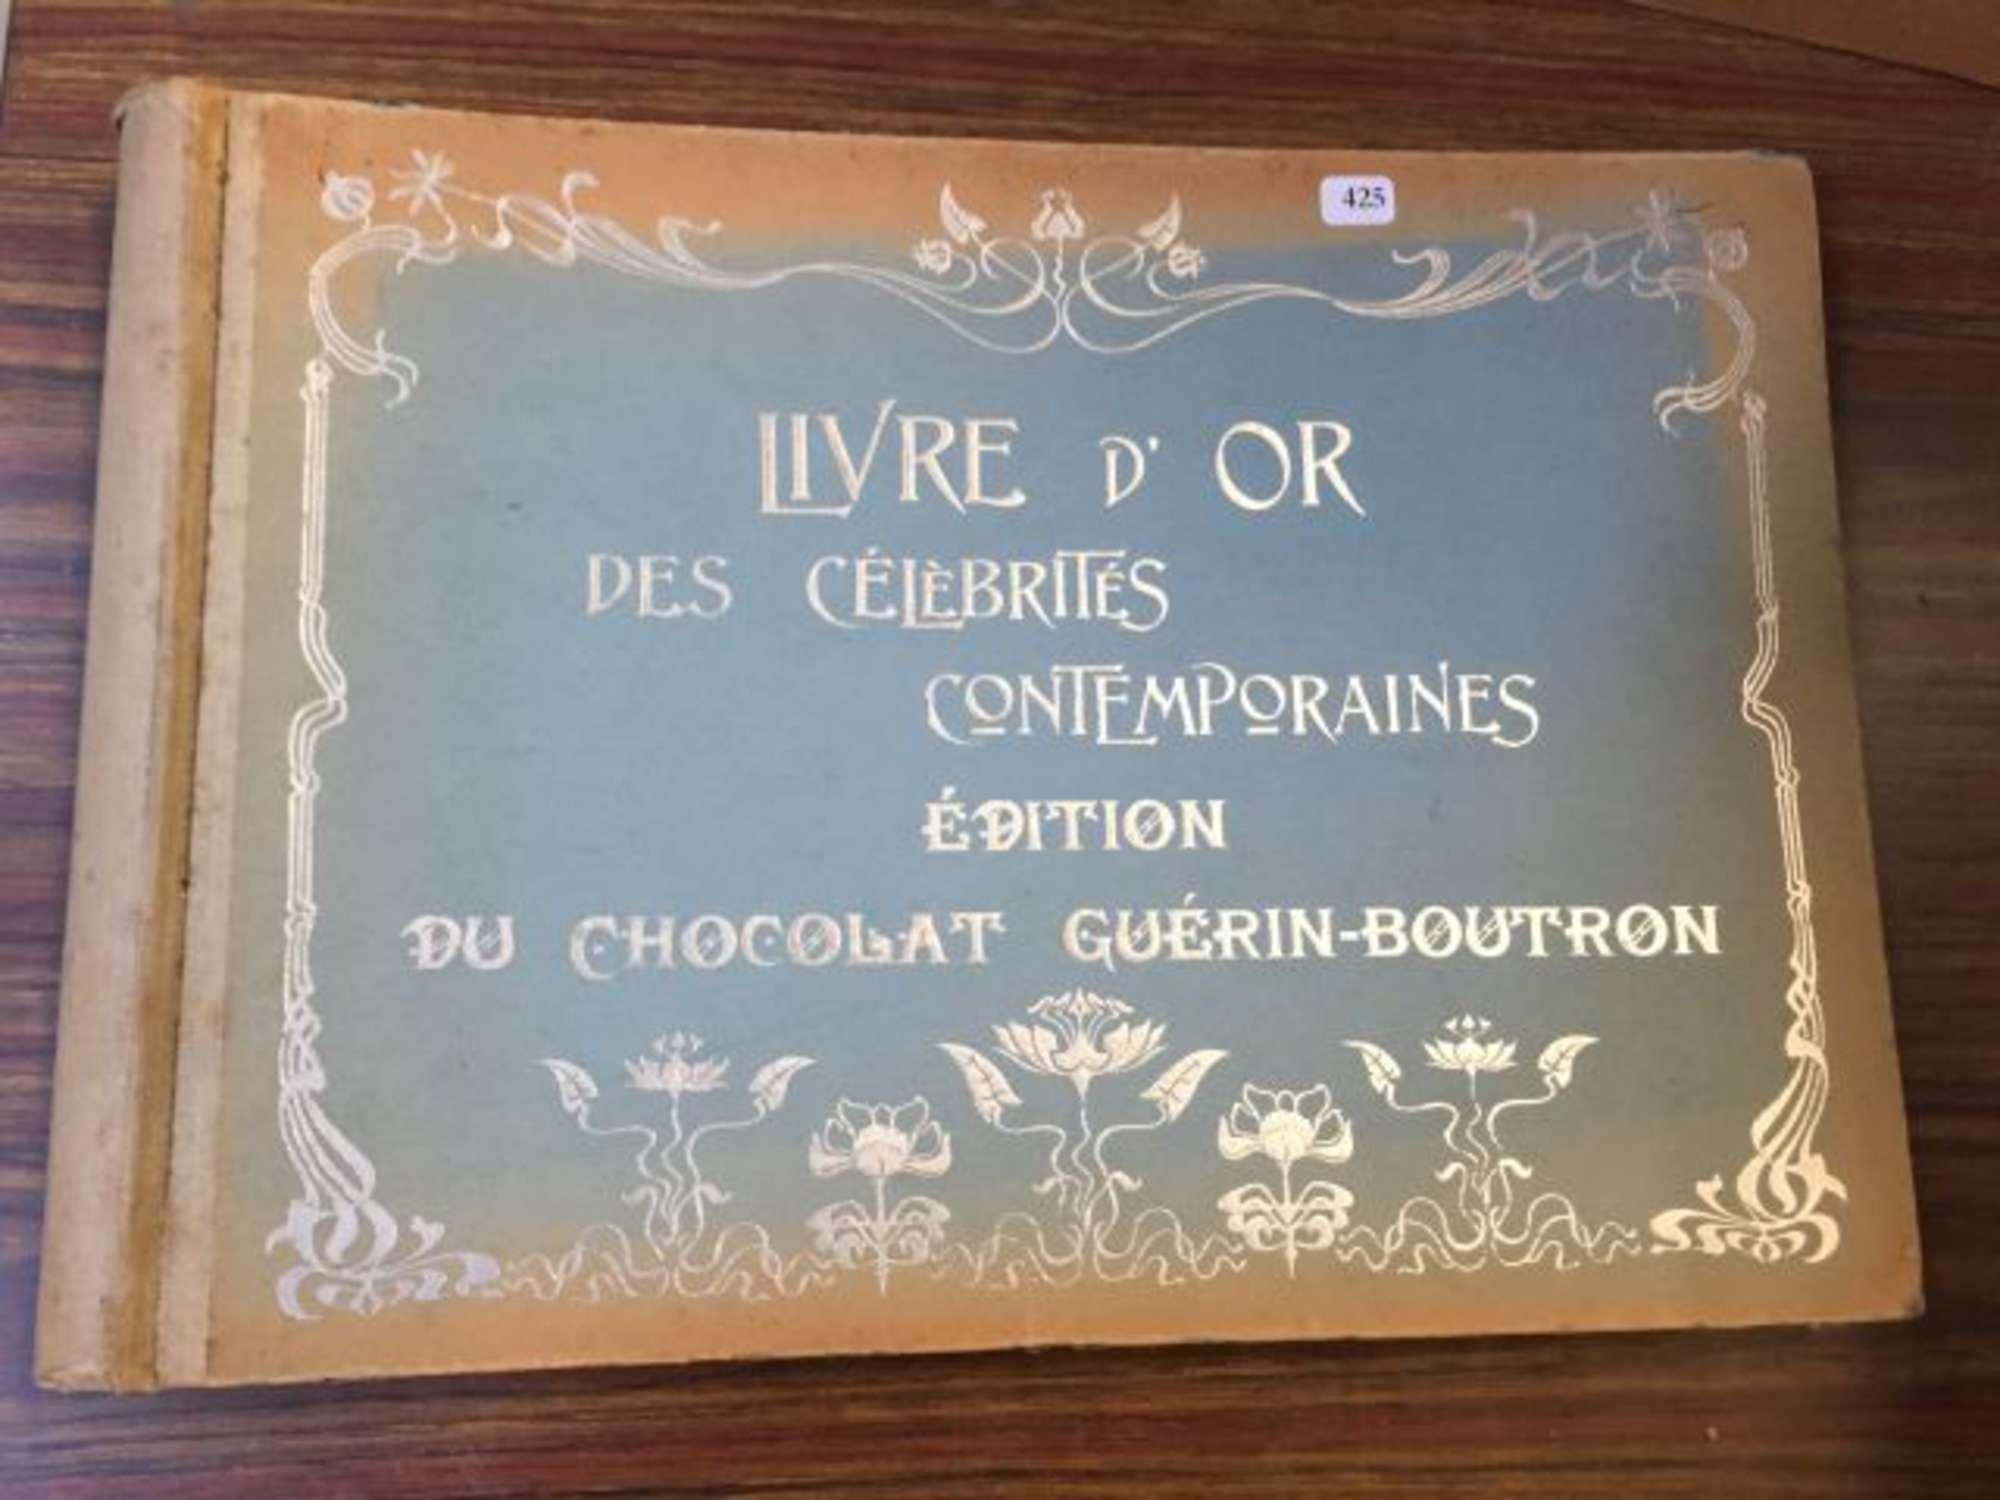 425
LIVRE D' OR
DES CÉLÈBRITÉS
CONTEMPORAINES
ÉDITION
DU CHOCOLAT GUÉRIN-BOUTRON